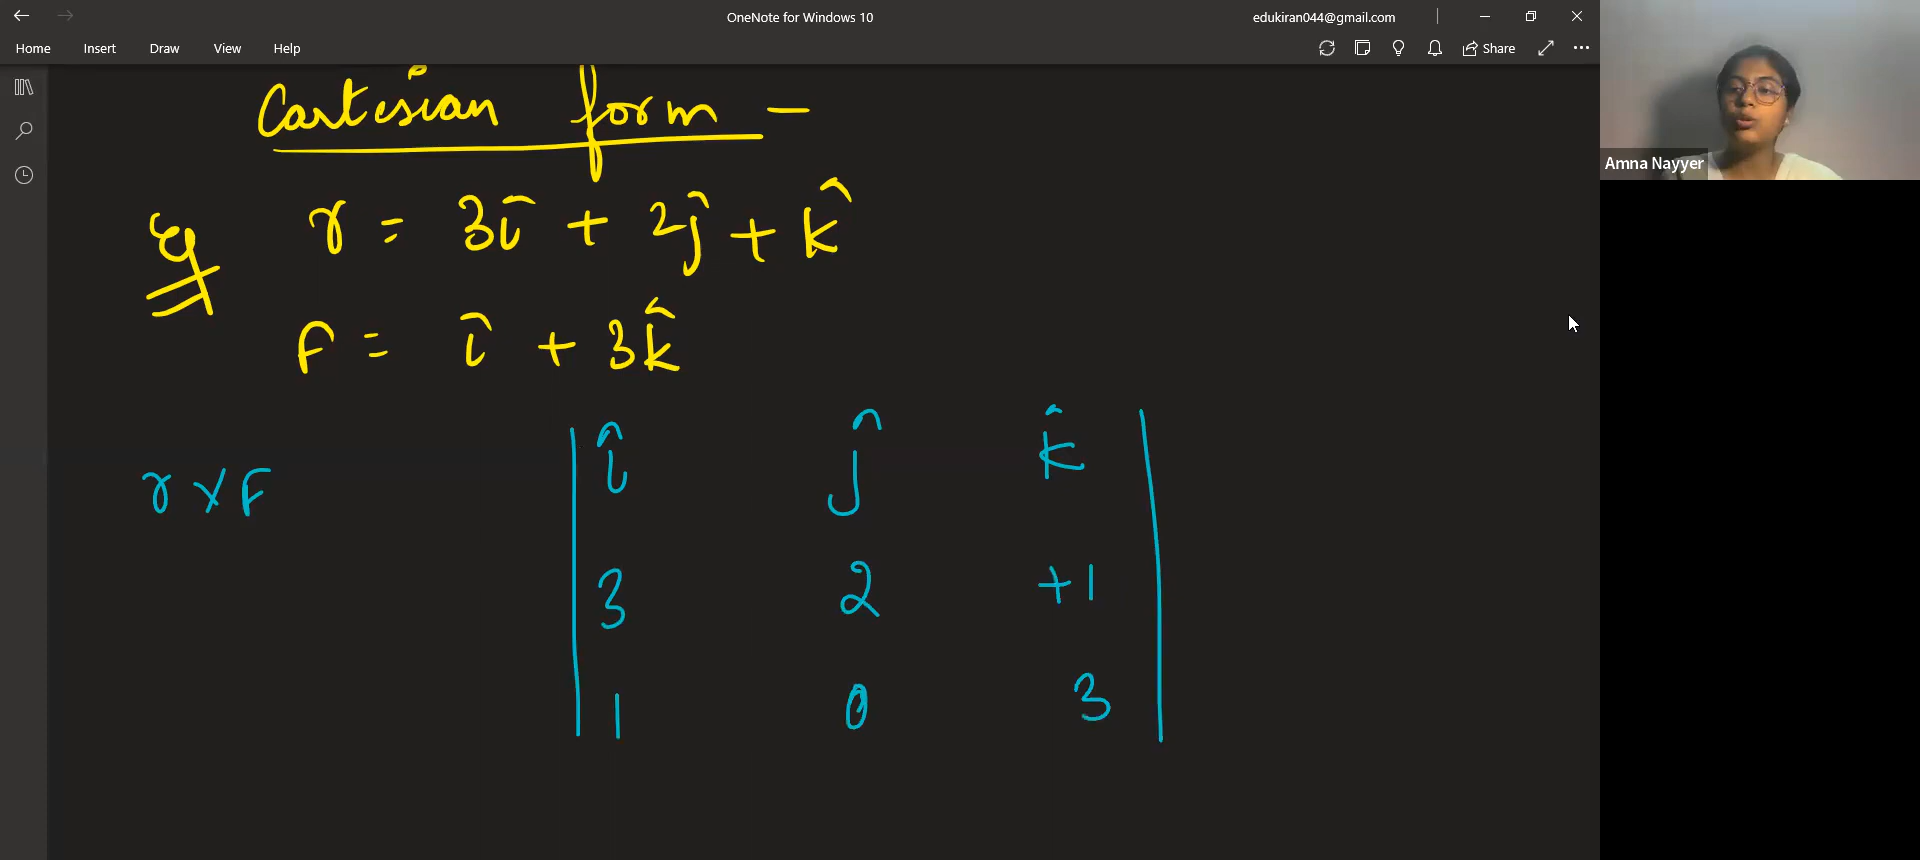 OneNote for Windows 10
edukiran044@gmail.com
Home Insert Draw View Help
Share
Amna Nayyer
Cartesian form -
eg r = 3î + 2ĵ + k̂
F = î + 3k̂
r × F
î ĵ k̂
3 2 +1
1 0 3